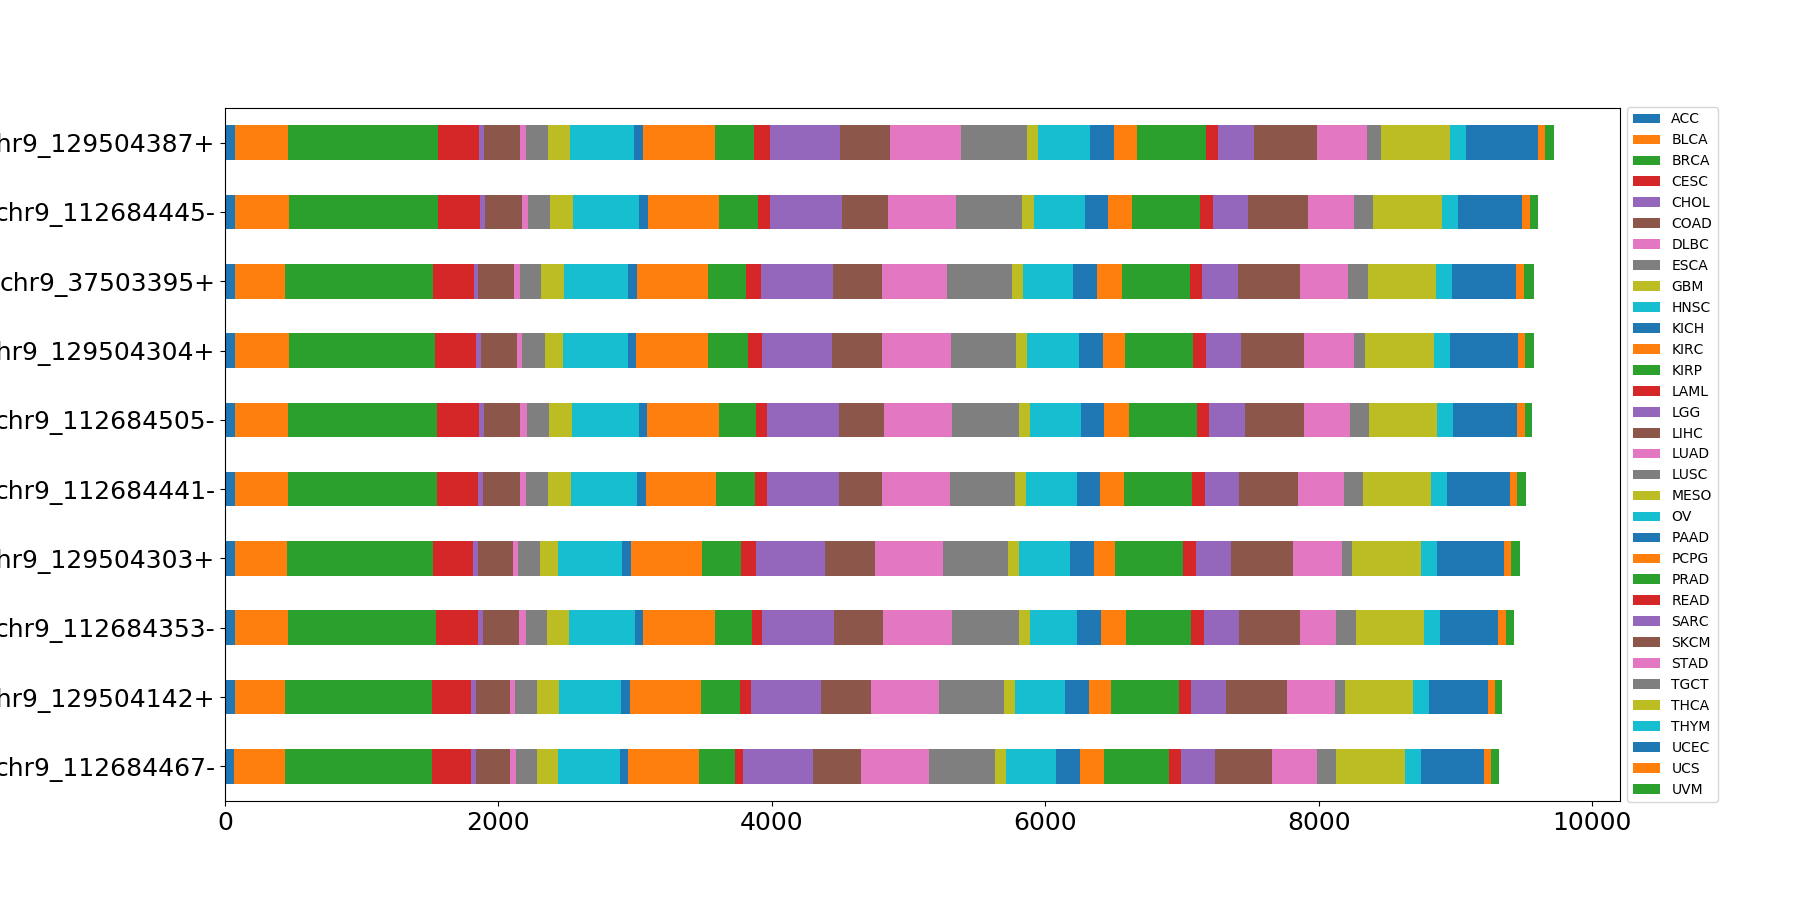 hr9_129504387+
chr9_112684445-
chr9_37503395+
hr9_129504304+
chr9_112684505-
chr9_112684441-
hr9_129504303+
chr9_112684353-
hr9_129504142+
chr9_112684467-
0 2000 4000 6000 8000 10000
ACC
BLCA
BRCA
CESC
CHOL
COAD
DLBC
ESCA
GBM
HNSC
KICH
KIRC
KIRP
LAML
LGG
LIHC
LUAD
LUSC
MESO
OV
PAAD
PCPG
PRAD
READ
SARC
SKCM
STAD
TGCT
THCA
THYM
UCEC
UCS
UVM